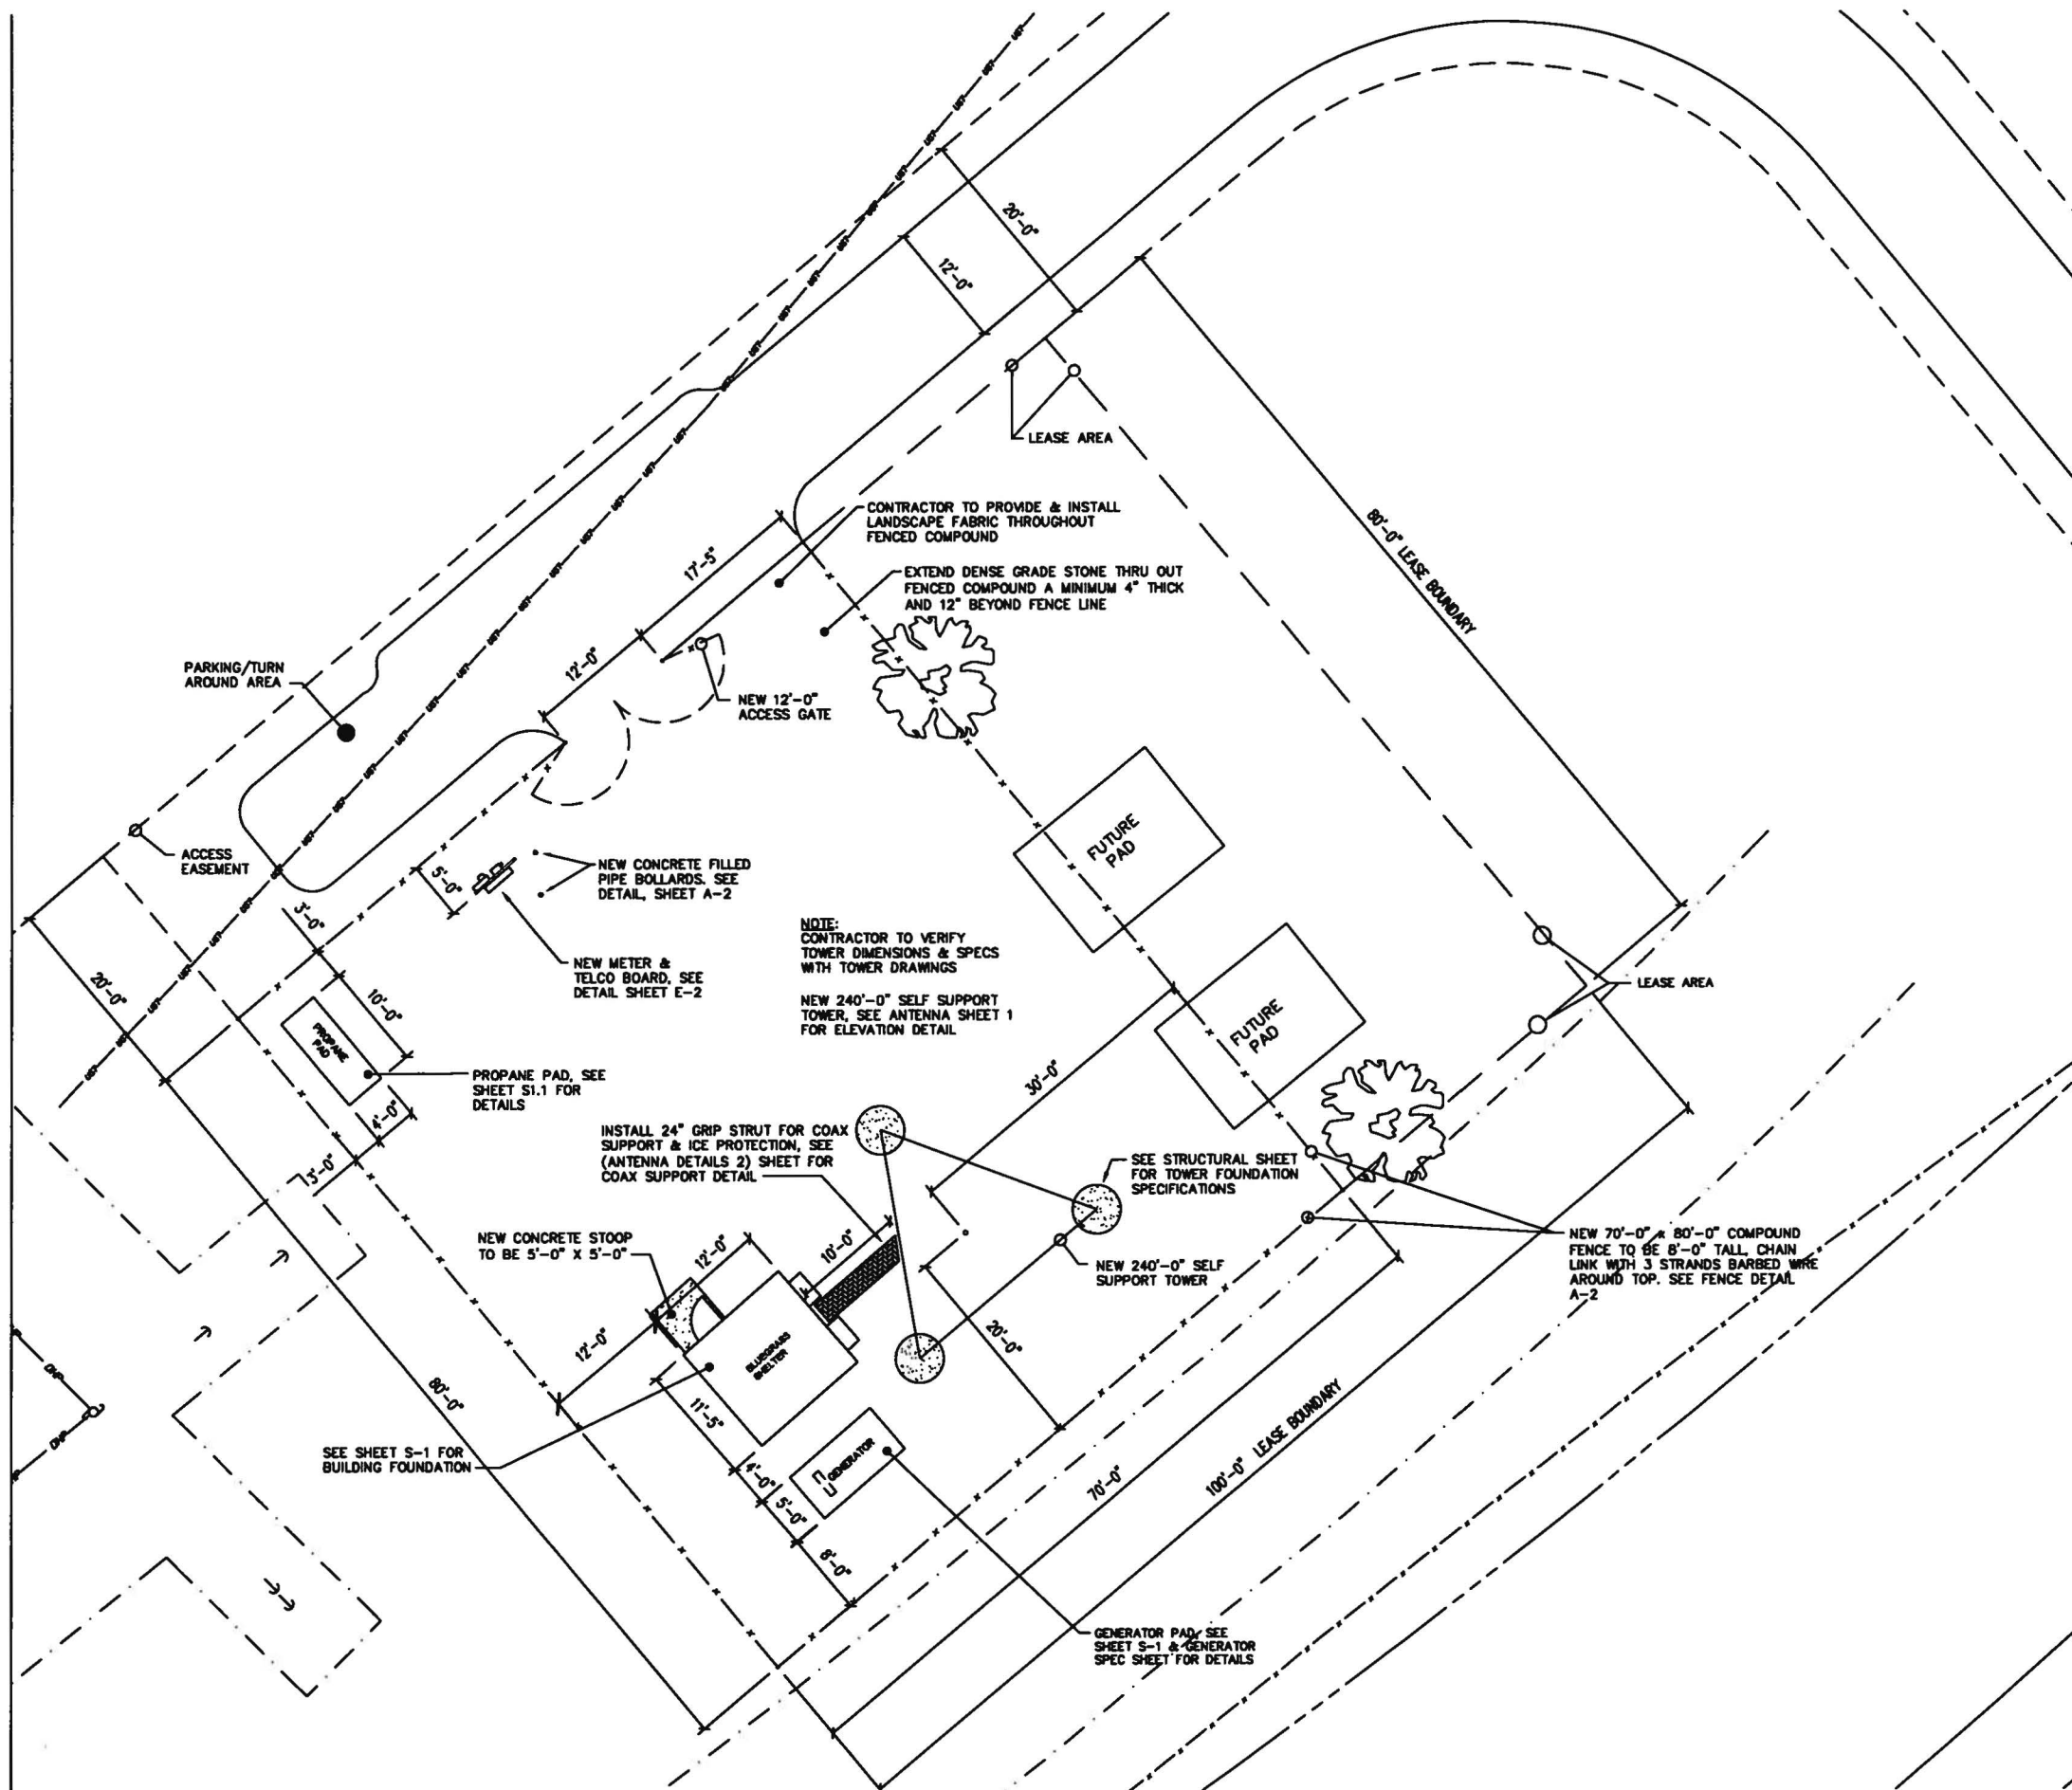 20'-0"
12'-0"
LEASE AREA
80'-0" LEASE BOUNDARY
CONTRACTOR TO PROVIDE & INSTALL
LANDSCAPE FABRIC THROUGHOUT
FENCED COMPOUND
17'-5"
EXTEND DENSE GRADE STONE THRU OUT
FENCED COMPOUND A MINIMUM 4" THICK
AND 12" BEYOND FENCE LINE
12'-0"
PARKING/TURN
AROUND AREA
NEW 12'-0"
ACCESS GATE
FUTURE
PAD
ACCESS
EASEMENT
5'-0"
NEW CONCRETE FILLED
PIPE BOLLARDS. SEE
DETAIL, SHEET A-2
3'-0"
NOTE:
CONTRACTOR TO VERIFY
TOWER DIMENSIONS & SPECS
WITH TOWER DRAWINGS
NEW METER &
TELCO BOARD, SEE
DETAIL SHEET E-2
20'-0"
10'-0"
LEASE AREA
NEW 240'-0" SELF SUPPORT
TOWER, SEE ANTENNA SHEET 1
FOR ELEVATION DETAIL
FUTURE
PAD
PROPANE
PAD
PROPANE PAD, SEE
SHEET S1.1 FOR
DETAILS
30'-0"
4'-0"
3'-0"
INSTALL 24" GRIP STRUT FOR COAX
SUPPORT & ICE PROTECTION, SEE
(ANTENNA DETAILS 2) SHEET FOR
COAX SUPPORT DETAIL
SEE STRUCTURAL SHEET
FOR TOWER FOUNDATION
SPECIFICATIONS
NEW CONCRETE STOOP
TO BE 5'-0" X 5'-0"
12'-0"
10'-0"
NEW 240'-0" SELF
SUPPORT TOWER
NEW 70'-0" x 80'-0" COMPOUND
FENCE TO BE 8'-0" TALL, CHAIN
LINK WITH 3 STRANDS BARBED WIRE
AROUND TOP. SEE FENCE DETAIL
A-2
12'-0"
BLUEGRASS
SHELTER
20'-0"
80'-0"
11'-5"
SEE SHEET S-1 FOR
BUILDING FOUNDATION
GENERATOR
4'-0"
5'-0"
8'-0"
70'-0"
100'-0" LEASE BOUNDARY
GENERATOR PAD, SEE
SHEET S-1 & GENERATOR
SPEC SHEET FOR DETAILS